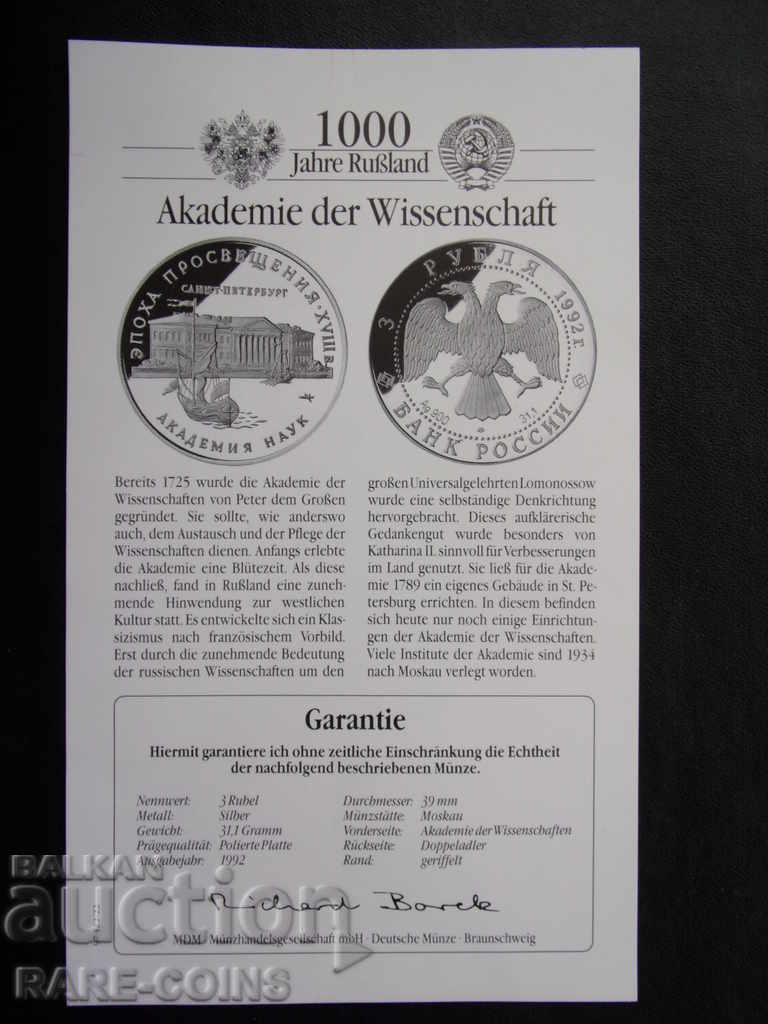 1000
Jahre Rußland
Akademie der Wissenschaft
ЭПОХА ПРОСВЕЩЕНИЯ · XVIII В.
САНКТ-ПЕТЕРБУРГ
АКАДЕМИЯ НАУК
3 РУБЛЯ 1992 г.
Ag 900 31,1
БАНК РОССИИ
Bereits 1725 wurde die Akademie der
Wissenschaften von Peter dem Großen
gegründet. Sie sollte, wie anderswo
auch, dem Austausch und der Pflege der
Wissenschaften dienen. Anfangs erlebte
die Akademie eine Blütezeit. Als diese
nachließ, fand in Rußland eine zuneh-
mende Hinwendung zur westlichen
Kultur statt. Es entwickelte sich ein Klas-
sizismus nach französischem Vorbild.
Erst durch die zunehmende Bedeutung
der russischen Wissenschaften um den
großen Universalgelehrten Lomonossow
wurde eine selbständige Denkrichtung
hervorgebracht. Dieses aufklärerische
Gedankengut wurde besonders von
Katharina II. sinnvoll für Verbesserungen
im Land genutzt. Sie ließ für die Akade-
mie 1789 ein eigenes Gebäude in St. Pe-
tersburg errichten. In diesem befinden
sich heute nur noch einige Einrichtun-
gen der Akademie der Wissenschaften.
Viele Institute der Akademie sind 1934
nach Moskau verlegt worden.
Garantie
Hiermit garantiere ich ohne zeitliche Einschränkung die Echtheit
der nachfolgend beschriebenen Münze.
Nennwert: 3 Rubel
Metall: Silber
Gewicht: 31,1 Gramm
Prägequalität: Polierte Platte
Ausgabejahr: 1992
Durchmesser: 39 mm
Münzstätte: Moskau
Vorderseite: Akademie der Wissenschaften
Rückseite: Doppeladler
Rand: geriffelt
Richard Borek
MDM · Münzhandelsgesellschaft mbH · Deutsche Münze · Braunschweig
BALKAN
auction
RARE-COINS